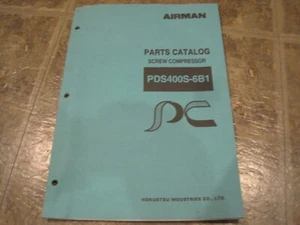 AIRMAN
PARTS CATALOG
SCREW COMPRESSOR
PDS400S-6B1
HOKUETSU INDUSTRIES CO., LTD.